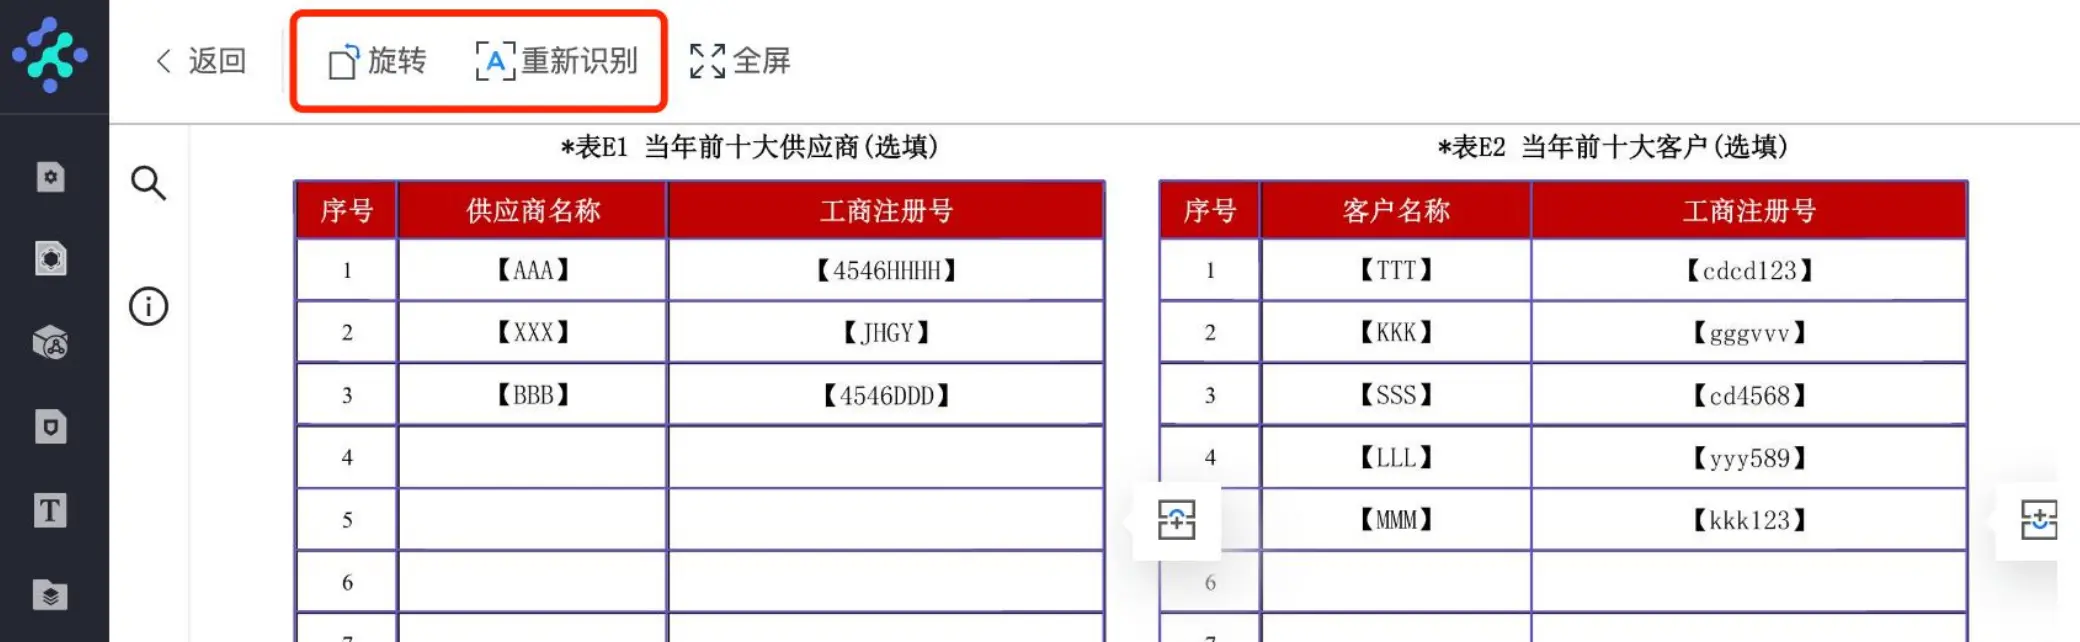 返回 旋转 重新识别 全屏
*表E1 当年前十大供应商(选填)
序号 供应商名称 工商注册号
1 【AAA】 【4546HHHH】
2 【XXX】 【JHGY】
3 【BBB】 【4546DDD】
4
5
6
*表E2 当年前十大客户(选填)
序号 客户名称 工商注册号
1 【TTT】 【cdcd123】
2 【KKK】 【gggvvv】
3 【SSS】 【cd4568】
4 【LLL】 【yyy589】
【MMM】 【kkk123】
6